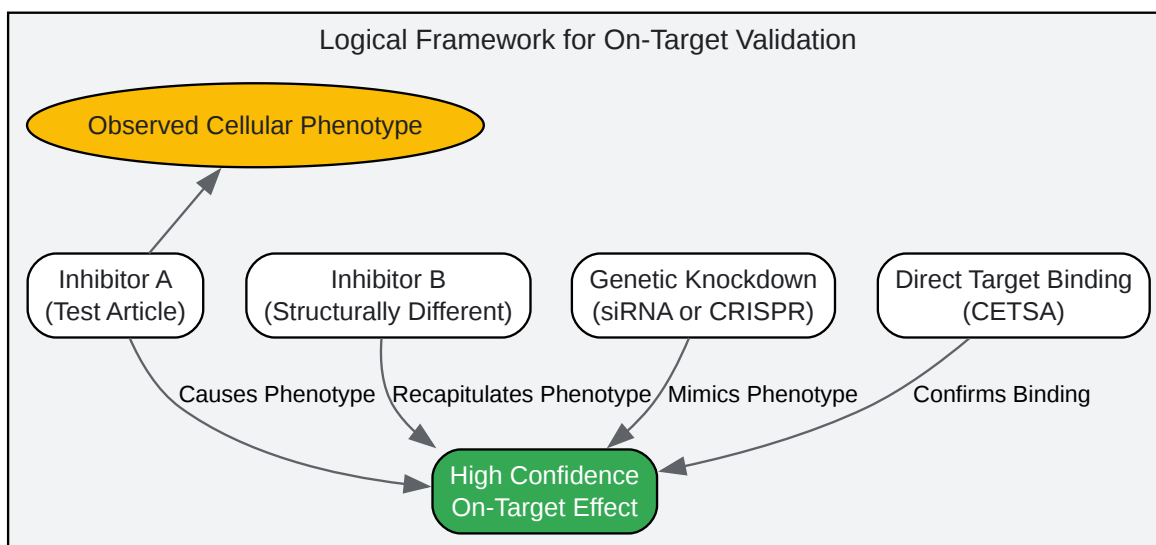 Logical Framework for On-Target Validation
Observed Cellular Phenotype
Inhibitor A
(Test Article)
Inhibitor B
(Structurally Different)
Genetic Knockdown
(siRNA or CRISPR)
Direct Target Binding
(CETSA)
Causes Phenotype
Recapitulates Phenotype
Mimics Phenotype
Confirms Binding
High Confidence
On-Target Effect